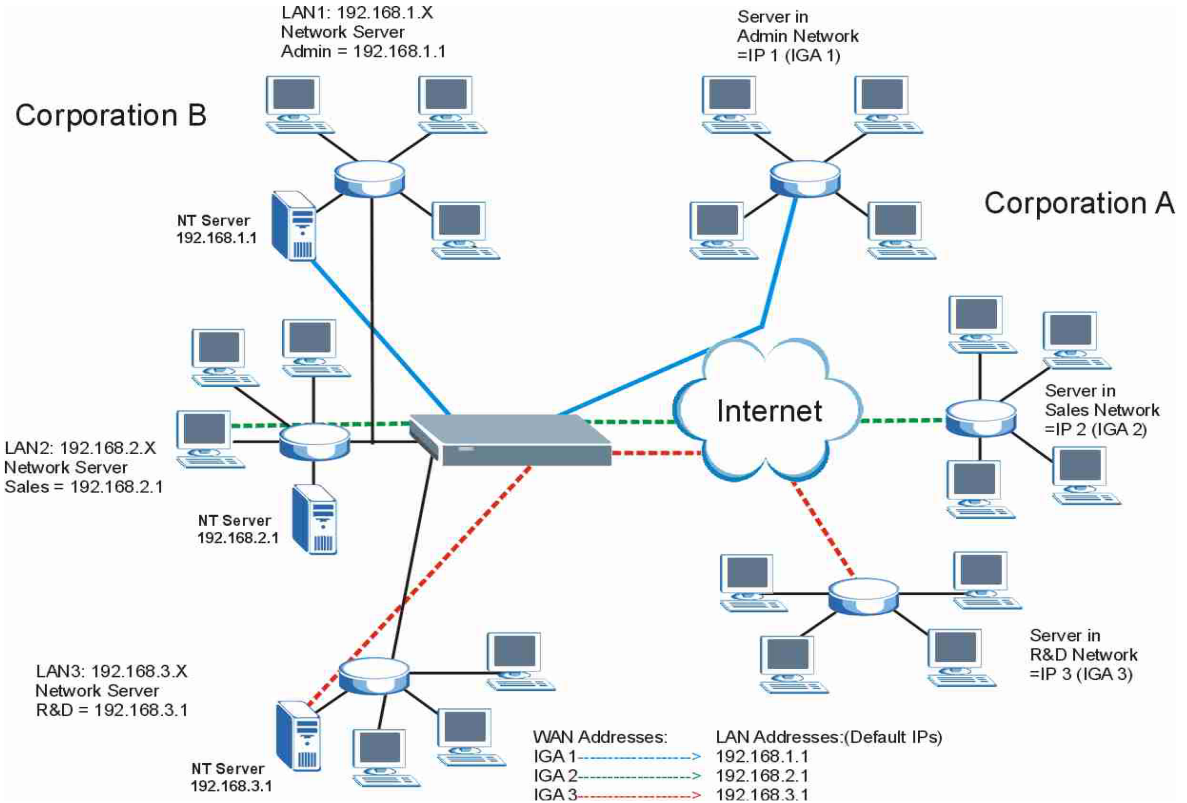 LAN1: 192.168.1.X
Network Server
Admin = 192.168.1.1
Server in
Admin Network
=IP 1 (IGA 1)
Corporation B
NT Server
192.168.1.1
Corporation A
Internet
Server in
Sales Network
=IP 2 (IGA 2)
LAN2: 192.168.2.X
Network Server
Sales = 192.168.2.1
NT Server
192.168.2.1
Server in
R&D Network
=IP 3 (IGA 3)
LAN3: 192.168.3.X
Network Server
R&D = 192.168.3.1
NT Server
192.168.3.1
WAN Addresses: LAN Addresses:(Default IPs)
IGA 1 -----------> 192.168.1.1
IGA 2 -----------> 192.168.2.1
IGA 3 -----------> 192.168.3.1